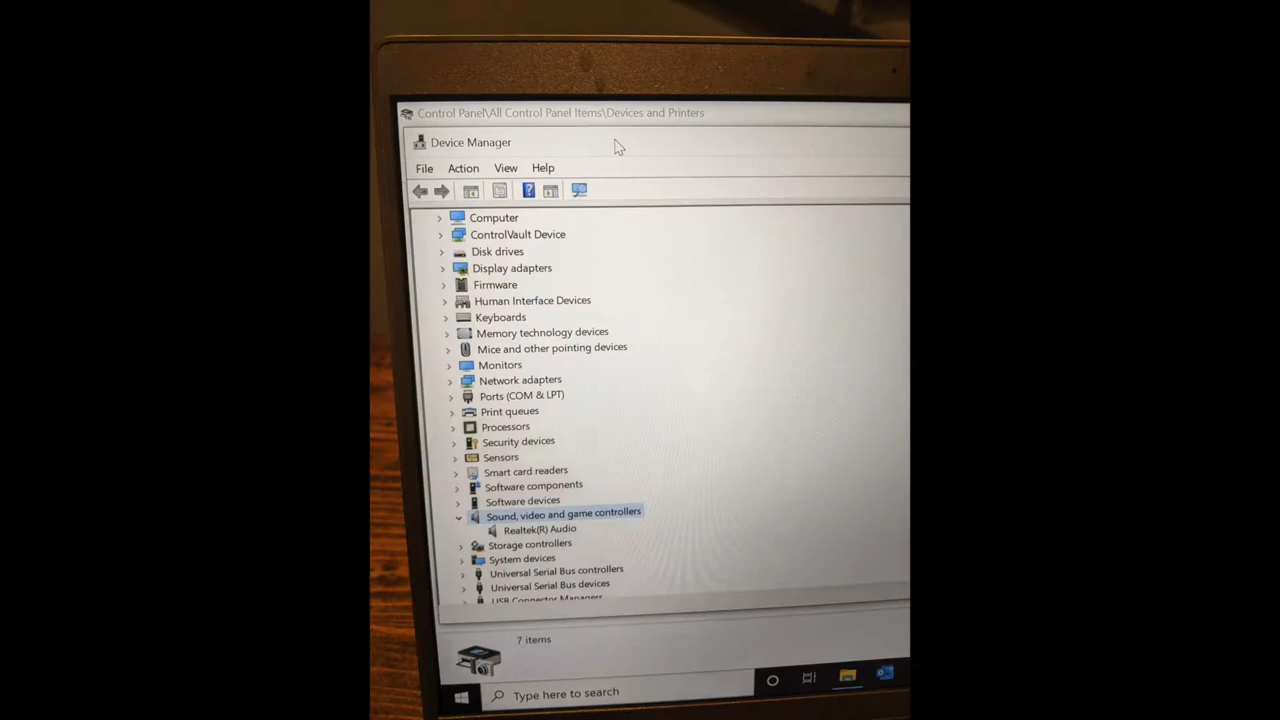 Control Panel\All Control Panel Items\Devices and Printers
Device Manager
File Action View Help
Computer
ControlVault Device
Disk drives
Display adapters
Firmware
Human Interface Devices
Keyboards
Memory technology devices
Mice and other pointing devices
Monitors
Network adapters
Ports (COM & LPT)
Print queues
Processors
Security devices
Sensors
Smart card readers
Software components
Software devices
Sound, video and game controllers
Realtek(R) Audio
Storage controllers
System devices
Universal Serial Bus controllers
Universal Serial Bus devices
USB Connector Managers
7 items
Type here to search